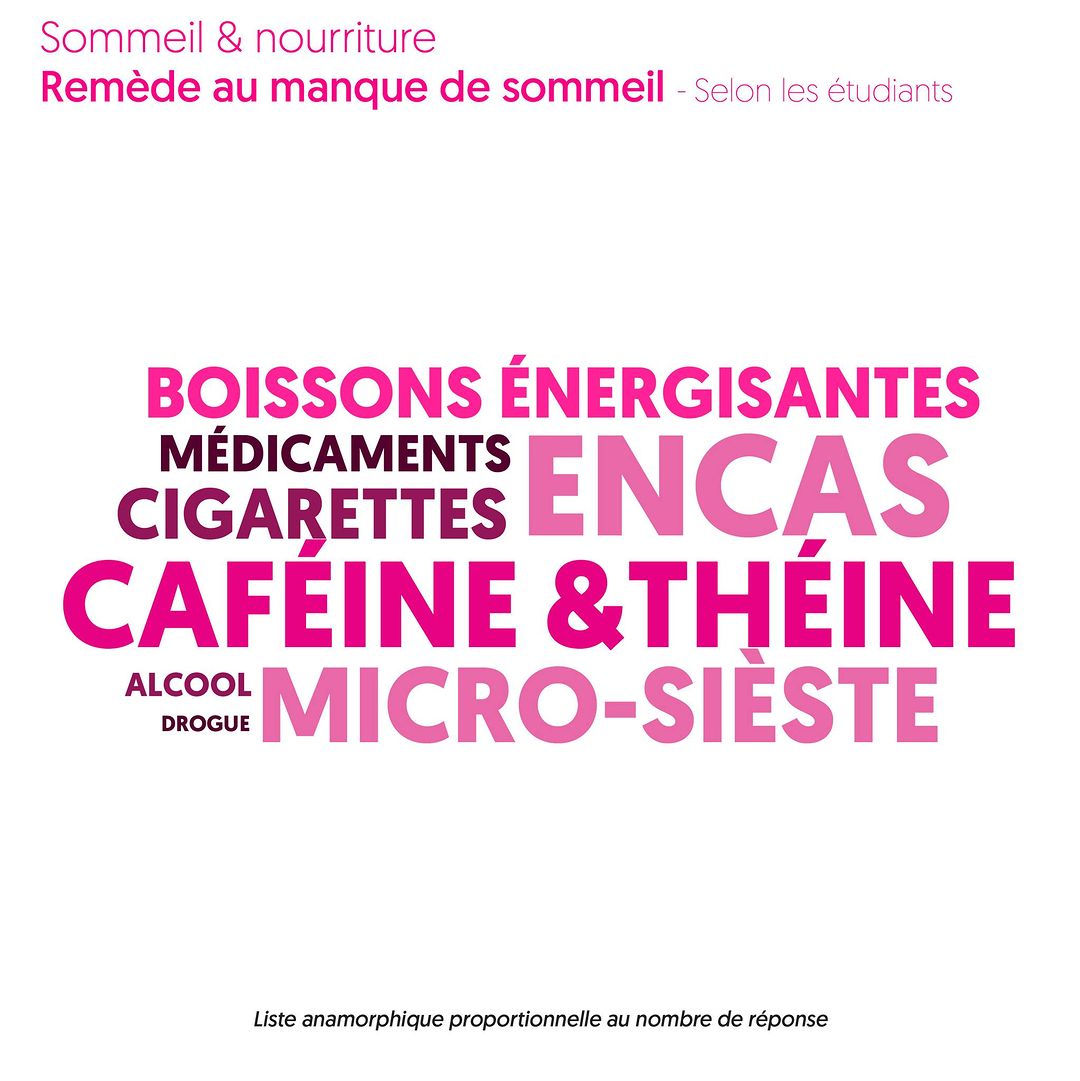 Sommeil & nourriture
Remède au manque de sommeil - Selon les étudiants
BOISSONS ÉNERGISANTES
MÉDICAMENTS
ENCAS
CIGARETTES
CAFÉINE &THÉINE
ALCOOL
MICRO-SIÈSTE
DROGUE
Liste anamorphique proportionnelle au nombre de réponse